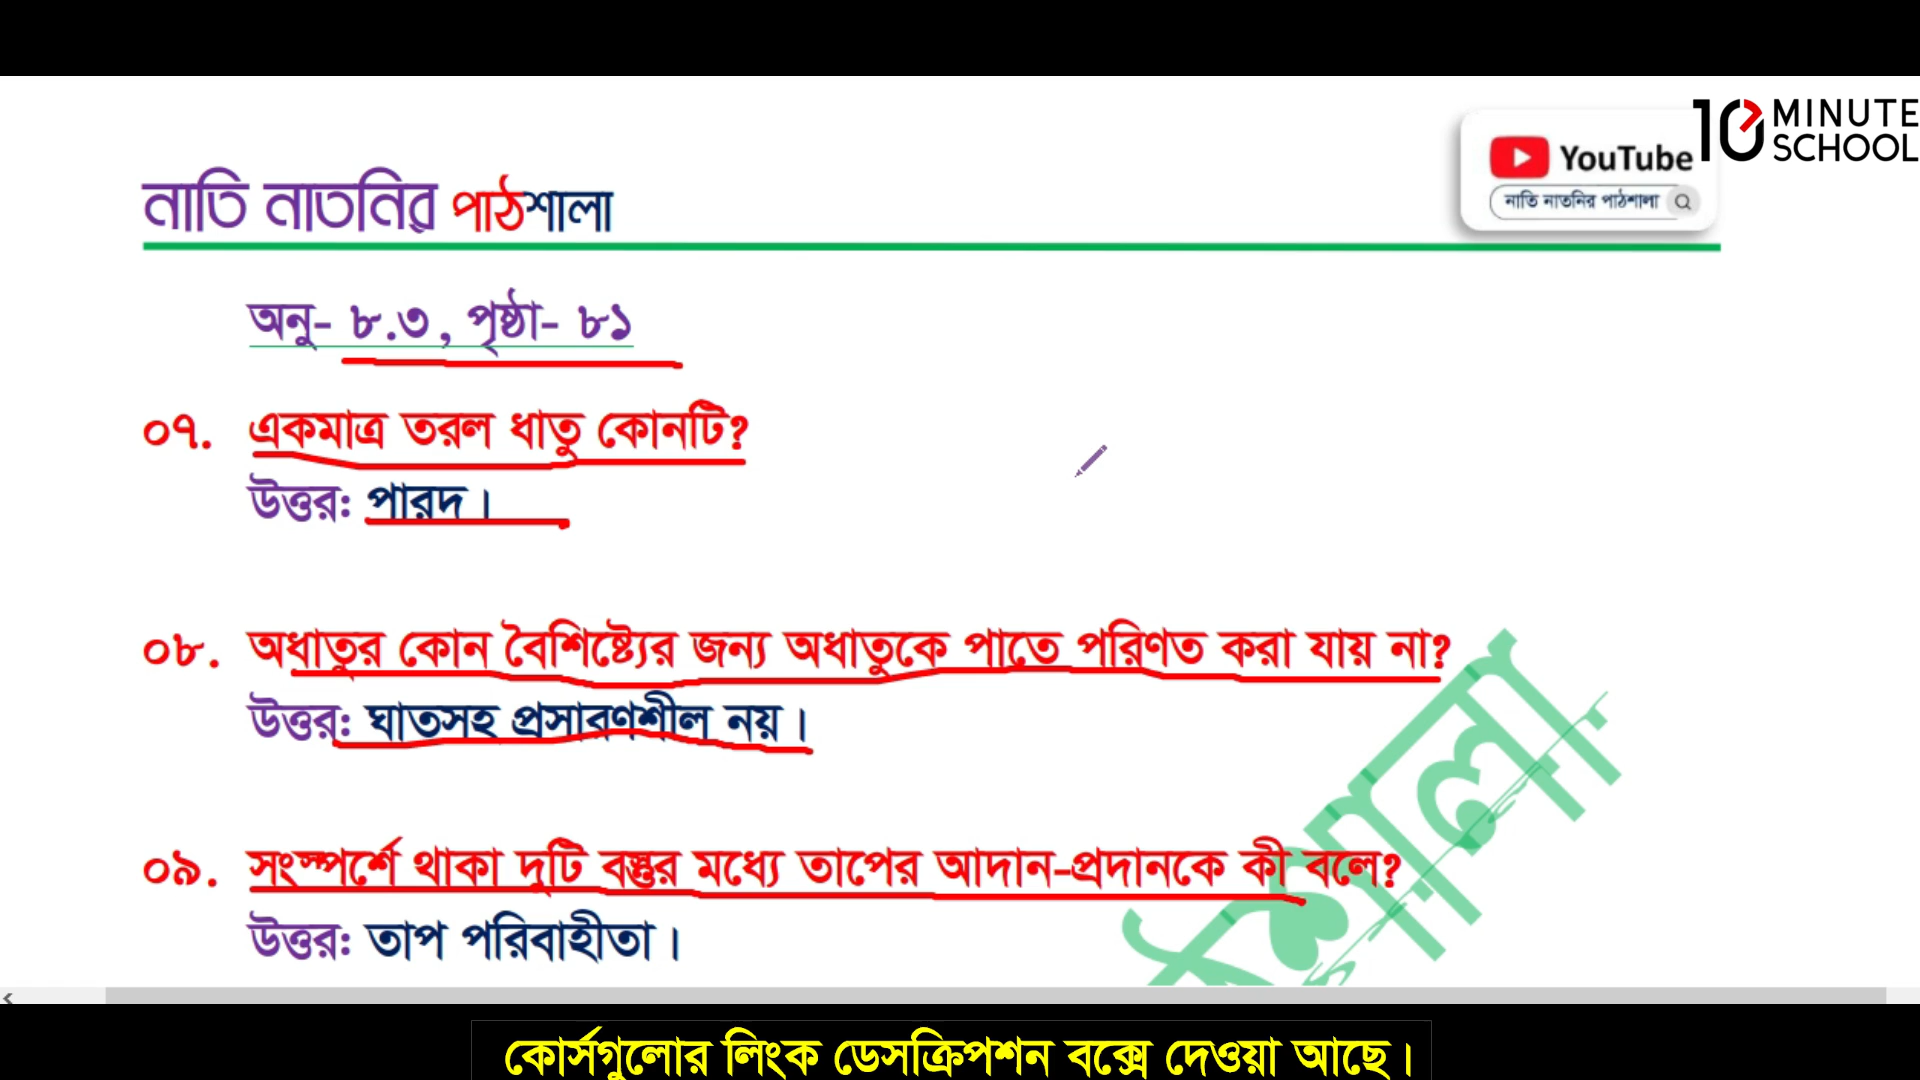 10 MINUTE SCHOOL
YouTube
নাতি নাতনির পাঠশালা
নাতি নাতনির পাঠশালা
অনু- ৮.৩, পৃষ্ঠা- ৮১
০৭. একমাত্র তরল ধাতু কোনটি?
উত্তর: পারদ।
০৮. অধাতুর কোন বৈশিষ্ট্যের জন্য অধাতুকে পাতে পরিণত করা যায় না?
উত্তর: ঘাতসহ প্রসারণশীল নয়।
০৯. সংস্পর্শে থাকা দুটি বস্তুর মধ্যে তাপের আদান-প্রদানকে কী বলে?
উত্তর: তাপ পরিবাহীতা।
কোর্সগুলোর লিংক ডেসক্রিপশন বক্সে দেওয়া আছে।